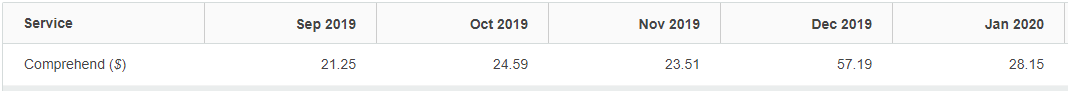 Service Sep 2019 Oct 2019 Nov 2019 Dec 2019 Jan 2020
Comprehend ($) 21.25 24.59 23.51 57.19 28.15